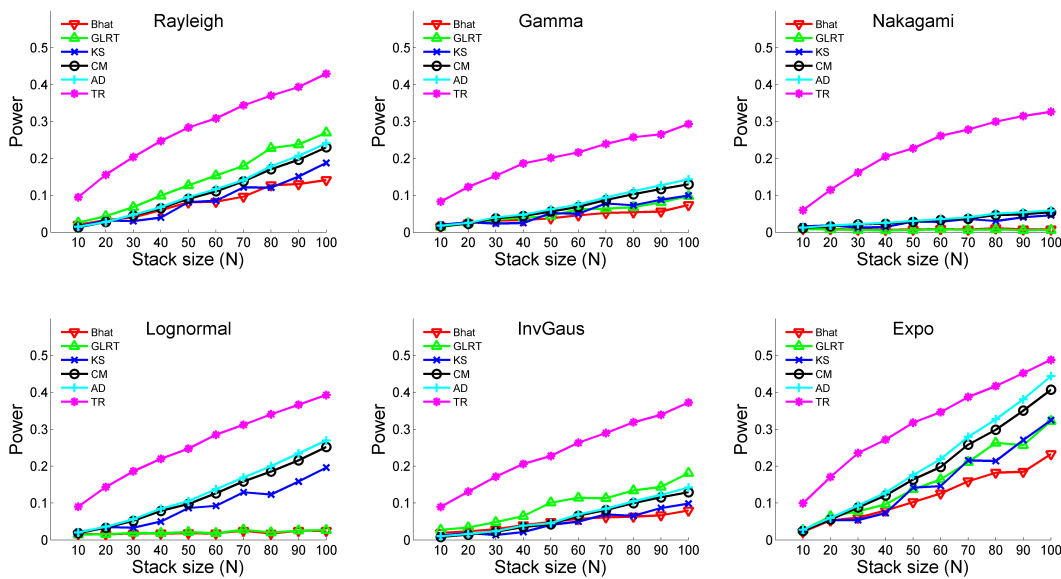 Rayleigh
Bhat
GLRT
KS
CM
AD
TR
0.5
0.4
0.3
0.2
0.1
0
Power
10 20 30 40 50 60 70 80 90 100
Stack size (N)
Gamma
Bhat
GLRT
KS
CM
AD
TR
0.5
0.4
0.3
0.2
0.1
0
Power
10 20 30 40 50 60 70 80 90 100
Stack size (N)
Nakagami
Bhat
GLRT
KS
CM
AD
TR
0.5
0.4
0.3
0.2
0.1
0
Power
10 20 30 40 50 60 70 80 90 100
Stack size (N)
Lognormal
Bhat
GLRT
KS
CM
AD
TR
0.5
0.4
0.3
0.2
0.1
0
Power
10 20 30 40 50 60 70 80 90 100
Stack size (N)
InvGaus
Bhat
GLRT
KS
CM
AD
TR
0.5
0.4
0.3
0.2
0.1
0
Power
10 20 30 40 50 60 70 80 90 100
Stack size (N)
Expo
Bhat
GLRT
KS
CM
AD
TR
0.5
0.4
0.3
0.2
0.1
0
Power
10 20 30 40 50 60 70 80 90 100
Stack size (N)